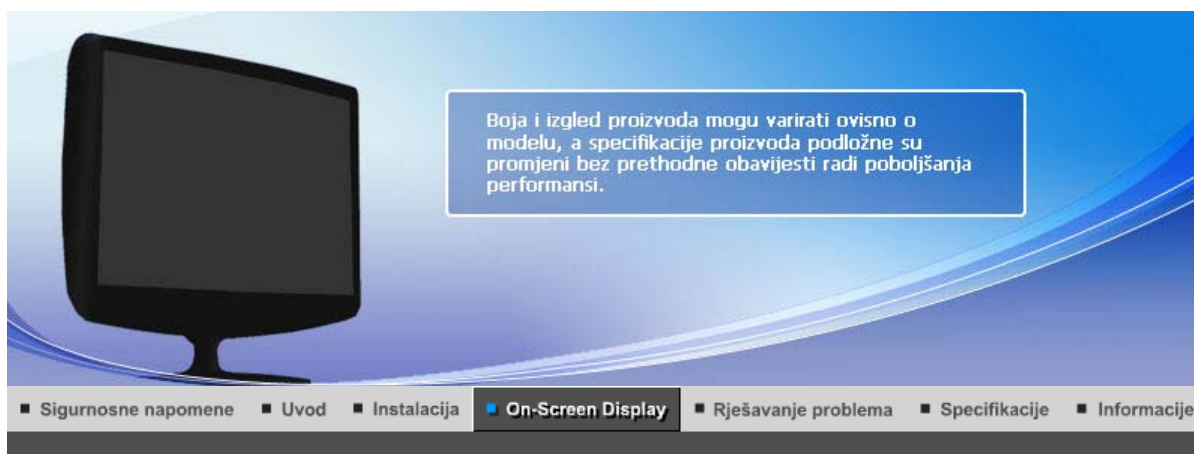 Boja i izgled proizvoda mogu varirati ovisno o
modelu, a specifikacije proizvoda podložne su
promjeni bez prethodne obavijesti radi poboljšanja
performansi.
Sigurnosne napomene Uvod Instalacija On-Screen Display Rješavanje problema Specifikacije Informacije